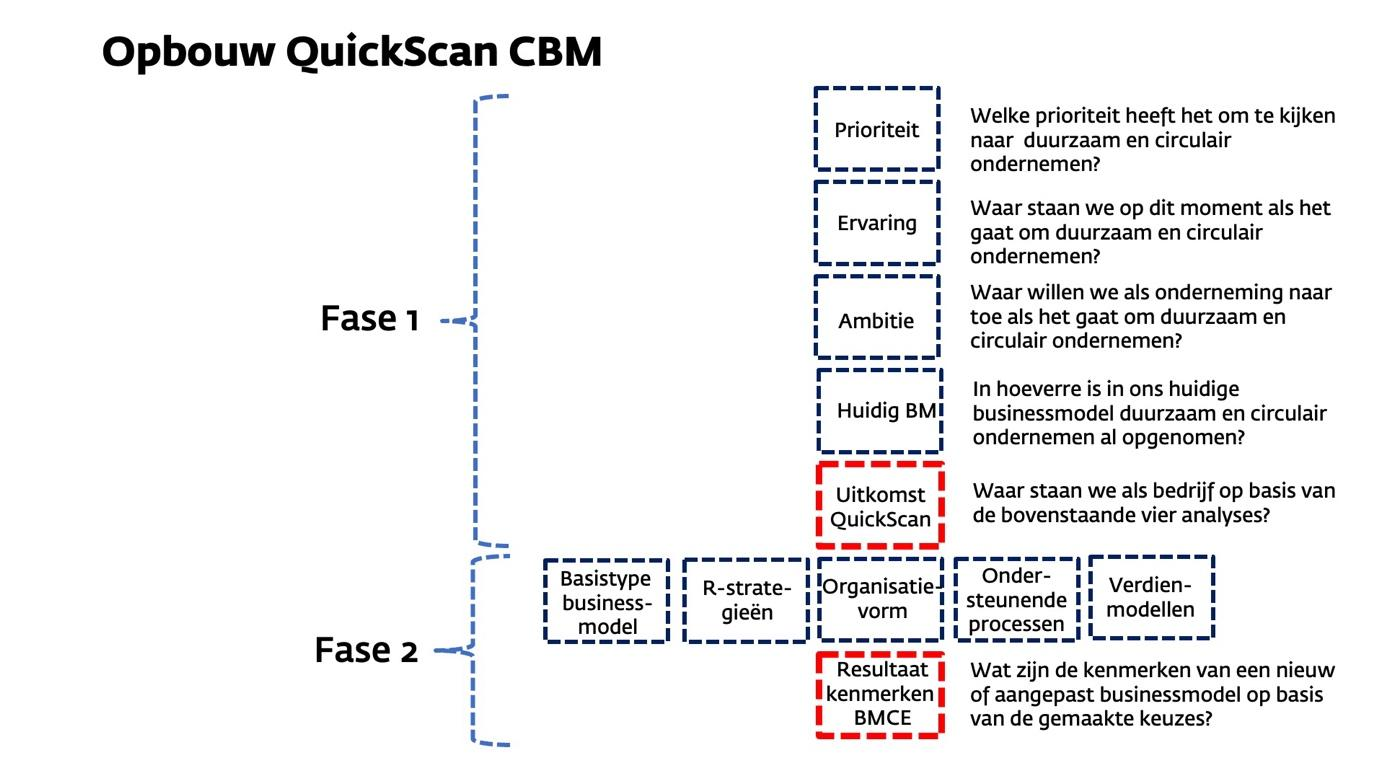 Opbouw QuickScan CBM
Fase 1
Prioriteit
Welke prioriteit heeft het om te kijken
naar duurzaam en circulair
ondernemen?
Ervaring
Waar staan we op dit moment als het
gaat om duurzaam en circulair
ondernemen?
Ambitie
Waar willen we als onderneming naar
toe als het gaat om duurzaam en
circulair ondernemen?
Huidig BM
In hoeverre is in ons huidige
businessmodel duurzaam en circulair
ondernemen al opgenomen?
Uitkomst
QuickScan
Waar staan we als bedrijf op basis van
de bovenstaande vier analyses?
Fase 2
Basistype
business-
model
R-strate-
gieën
Organisatie-
vorm
Onder-
steunende
processen
Verdien-
modellen
Resultaat
kenmerken
BMCE
Wat zijn de kenmerken van een nieuw
of aangepast businessmodel op basis
van de gemaakte keuzes?